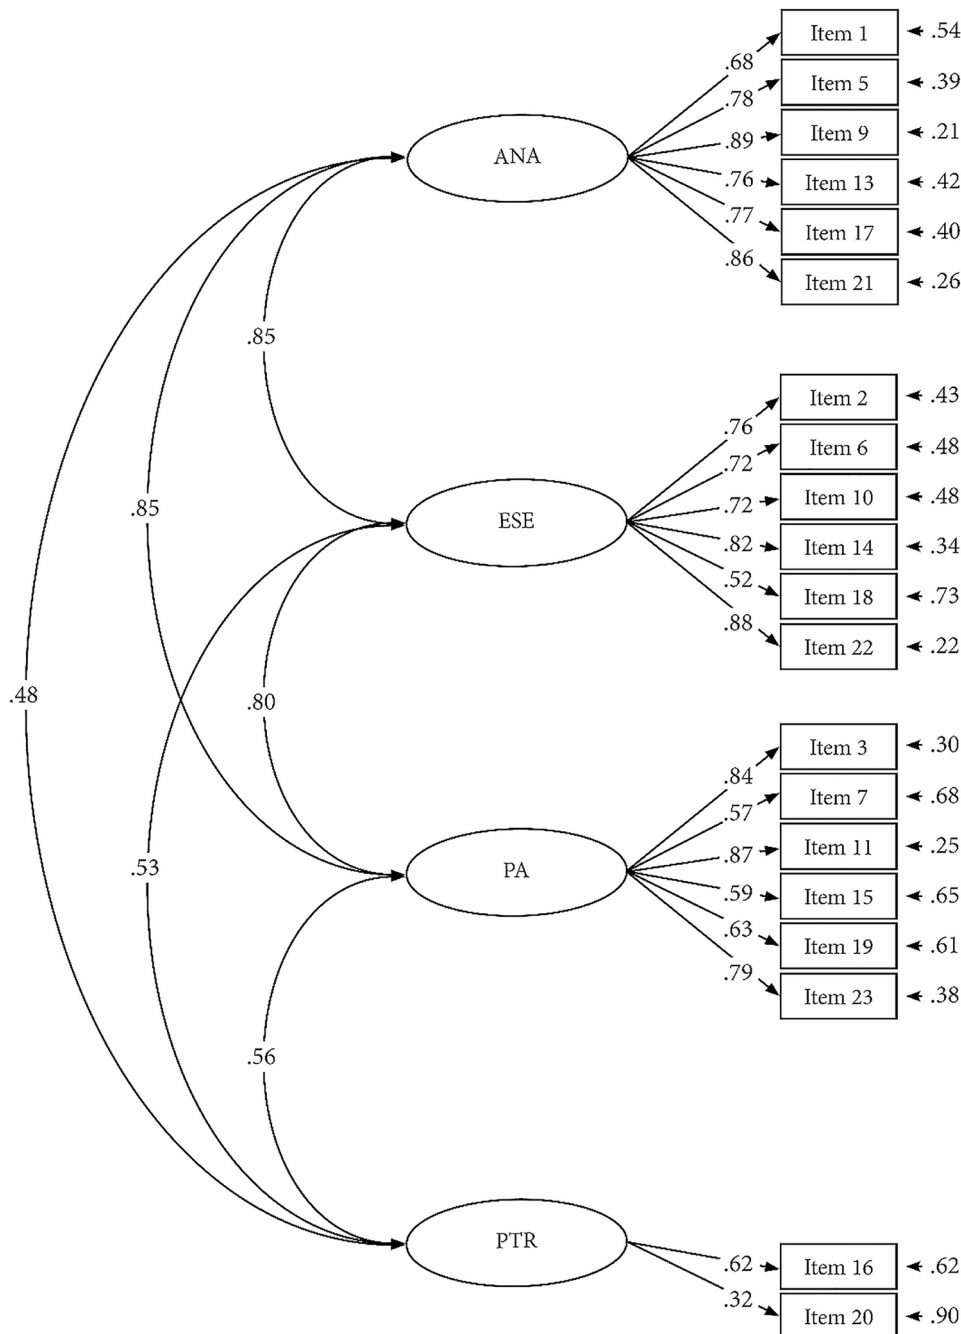 Item 1
.54
.68
Item 5
.39
.78
Item 9
.21
.89
ANA
Item 13
.42
.76
Item 17
.40
.77
Item 21
.26
.86
.85
Item 2
.43
.76
Item 6
.48
.72
Item 10
.48
.72
.85
ESE
Item 14
.34
.82
Item 18
.73
.52
Item 22
.22
.88
.48
.80
Item 3
.30
.84
Item 7
.68
.57
Item 11
.25
.87
.53
PA
Item 15
.65
.59
Item 19
.61
.63
Item 23
.38
.79
.56
PTR
Item 16
.62
.62
Item 20
.90
.32